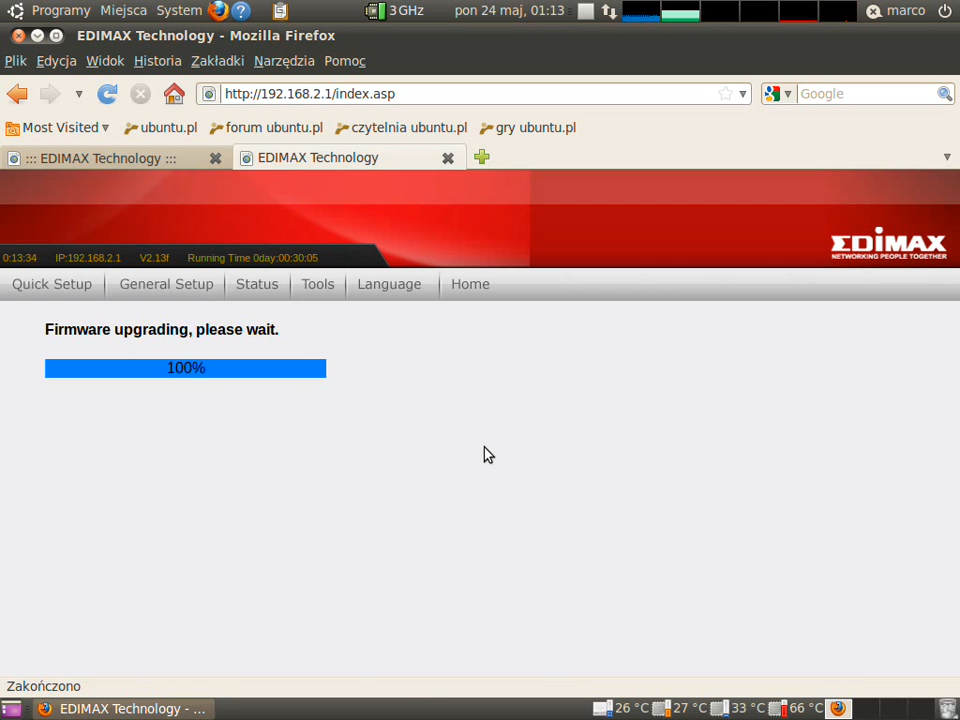 Programy Miejsca System 3 GHz pon 24 maj, 01:13 marco
EDIMAX Technology - Mozilla Firefox
Plik Edycja Widok Historia Zakładki Narzędzia Pomoc
http://192.168.2.1/index.asp Google
Most Visited ubuntu.pl forum ubuntu.pl czytelnia ubuntu.pl gry ubuntu.pl
::: EDIMAX Technology ::: EDIMAX Technology
EDIMAX
NETWORKING PEOPLE TOGETHER
0:13:34 IP:192.168.2.1 V2.13f Running Time 0day:00:30:05
Quick Setup General Setup Status Tools Language Home
Firmware upgrading, please wait.
100%
Zakończono
EDIMAX Technology - ... 26 °C 27 °C 33 °C 66 °C